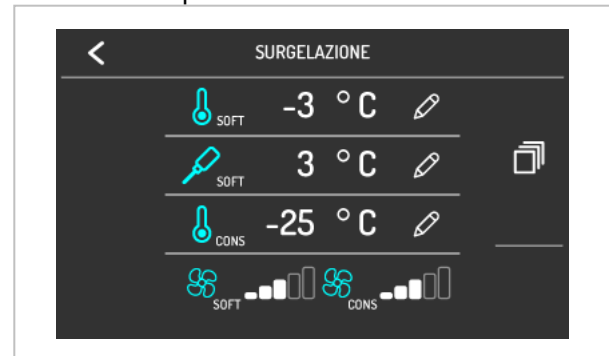 SURGELAZIONE
SOFT -3 °C
SOFT 3 °C
CONS -25 °C
SOFT CONS